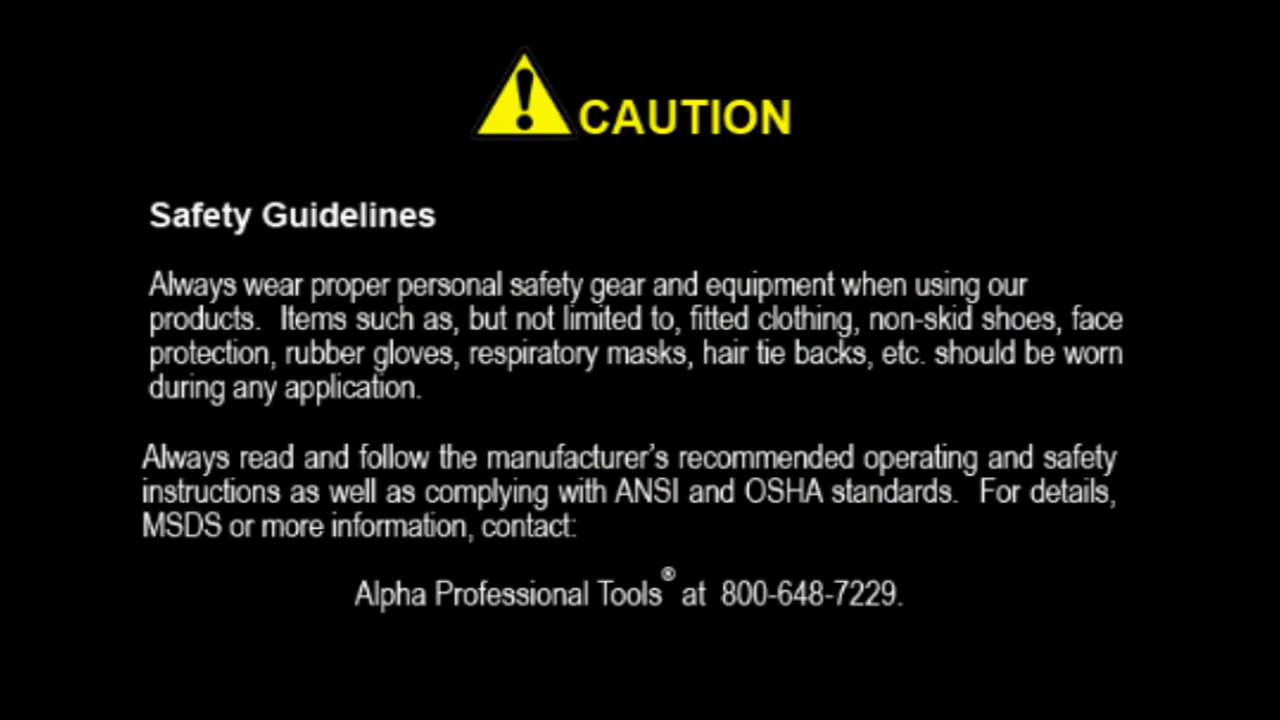 CAUTION
Safety Guidelines
Always wear proper personal safety gear and equipment when using our
products.  Items such as, but not limited to, fitted clothing, non-skid shoes, face
protection, rubber gloves, respiratory masks, hair tie backs, etc. should be worn
during any application.
Always read and follow the manufacturer’s recommended operating and safety
instructions as well as complying with ANSI and OSHA standards.  For details,
MSDS or more information, contact:
Alpha Professional Tools® at  800-648-7229.